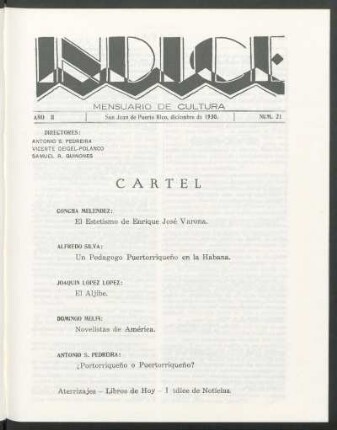 INDICE
MENSUARIO DE CULTURA
AÑO II San Juan de Puerto Rico, diciembre de 1930. NUM. 21
DIRECTORES:
ANTONIO S. PEDREIRA
VICENTE GEIGEL-POLANCO
SAMUEL R. QUIÑONES
CARTEL
CONCHA MELENDEZ:
El Estetismo de Enrique José Varona.
ALFREDO SILVA:
Un Pedagogo Puertorriqueño en la Habana.
JOAQUIN LOPEZ LOPEZ:
El Aljibe.
DOMINGO MELFI:
Novelistas de América.
ANTONIO S. PEDREIRA:
¿Portorriqueño o Puertorriqueño?
Aterrizajes — Libros de Hoy — Indice de Noticias.